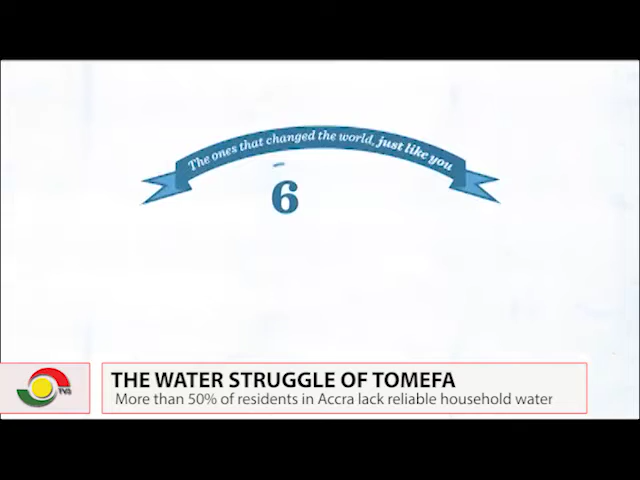 The ones that changed the world, just like you
6
TV3
THE WATER STRUGGLE OF TOMEFA
More than 50% of residents in Accra lack reliable household water